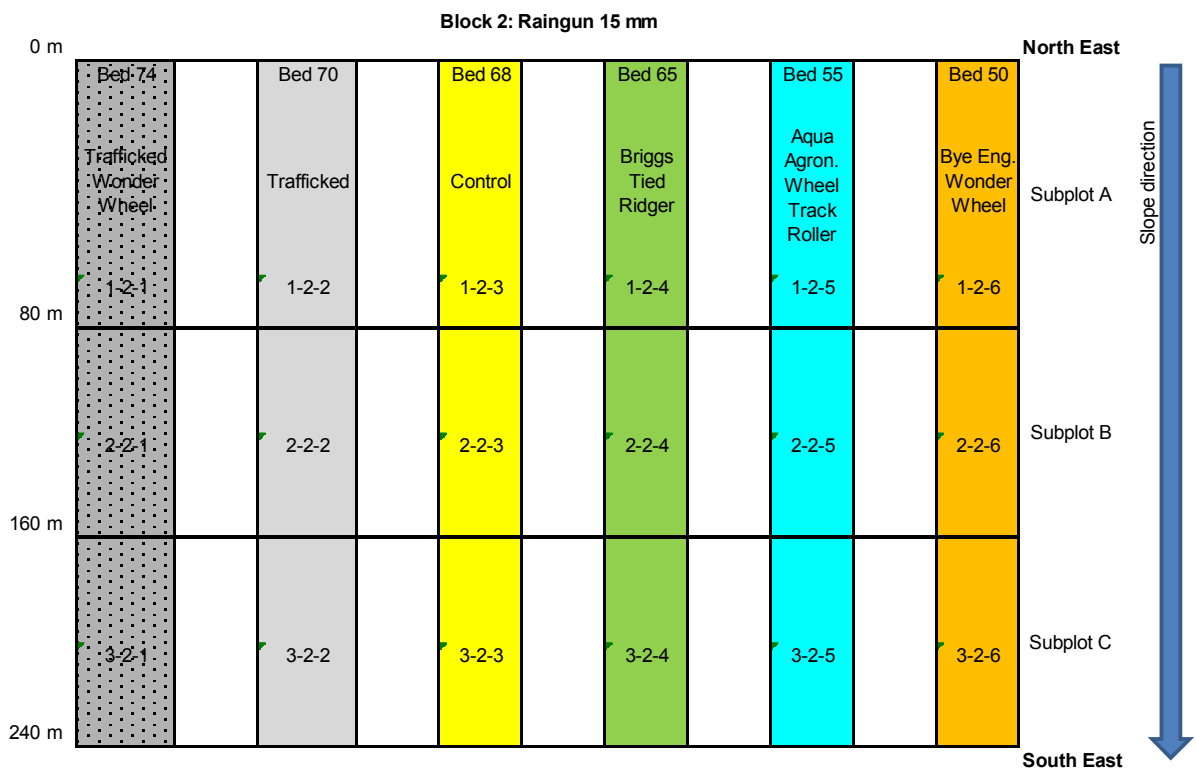 Block 2: Raingun 15 mm
0 m
North East
Bed 74
Bed 70
Bed 68
Bed 65
Bed 55
Bed 50
Trafficked
Wonder
Wheel
Trafficked
Control
Briggs
Tied
Ridger
Aqua
Agron.
Wheel
Track
Roller
Bye Eng.
Wonder
Wheel
Subplot A
Slope direction
1-2-1
1-2-2
1-2-3
1-2-4
1-2-5
1-2-6
80 m
2-2-1
2-2-2
2-2-3
2-2-4
2-2-5
2-2-6
Subplot B
160 m
3-2-1
3-2-2
3-2-3
3-2-4
3-2-5
3-2-6
Subplot C
240 m
South East